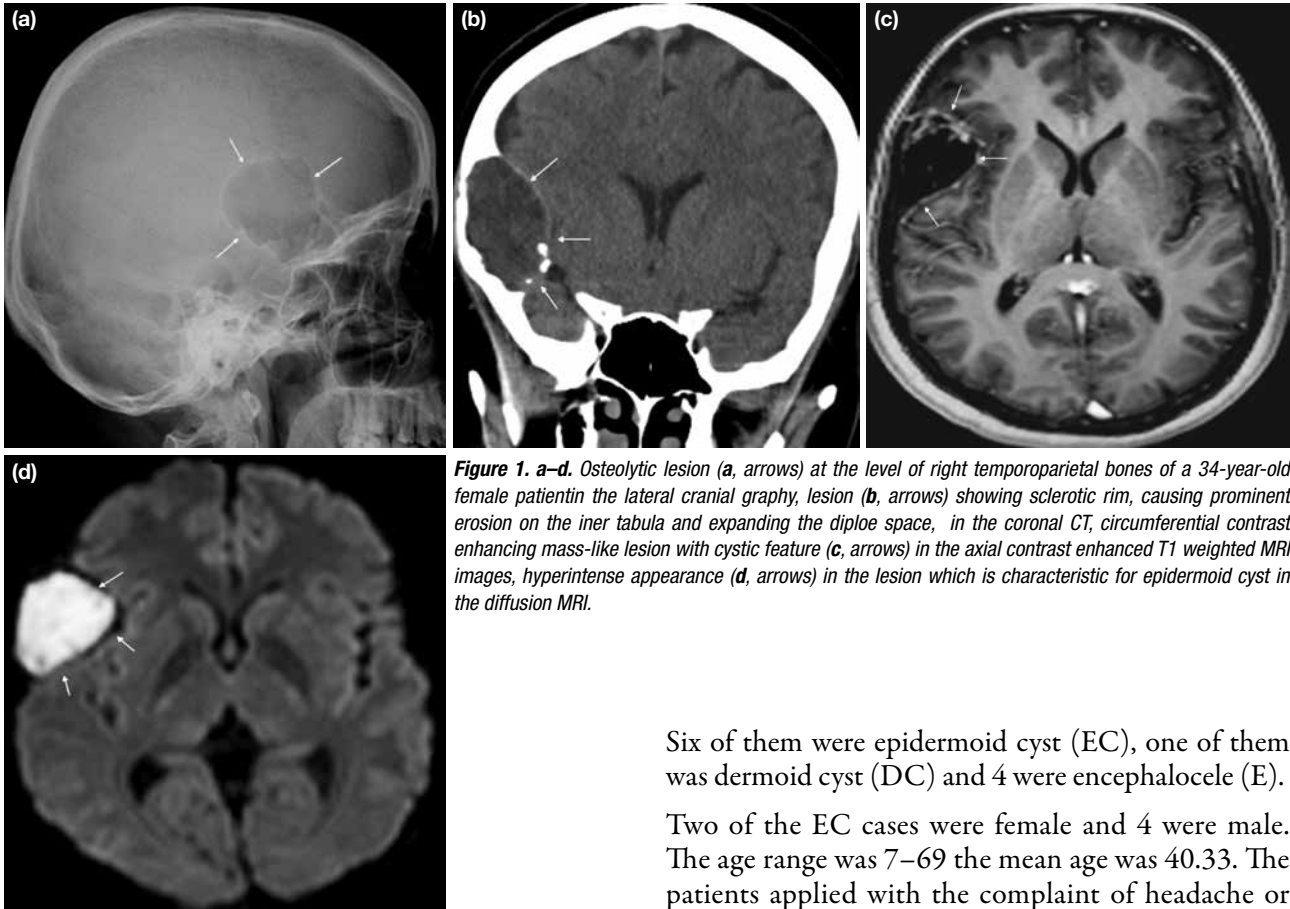 (a)
(b)
(c)
(d)
Figure 1. a–d. Osteolytic lesion (a, arrows) at the level of right temporoparietal bones of a 34-year-old
female patientin the lateral cranial graphy, lesion (b, arrows) showing sclerotic rim, causing prominent
erosion on the iner tabula and expanding the diploe space, in the coronal CT, circumferential contrast
enhancing mass-like lesion with cystic feature (c, arrows) in the axial contrast enhanced T1 weighted MRI
images, hyperintense appearance (d, arrows) in the lesion which is characteristic for epidermoid cyst in
the diffusion MRI.
Six of them were epidermoid cyst (EC), one of them
was dermoid cyst (DC) and 4 were encephalocele (E).
Two of the EC cases were female and 4 were male.
The age range was 7–69 the mean age was 40.33. The
patients applied with the complaint of headache or